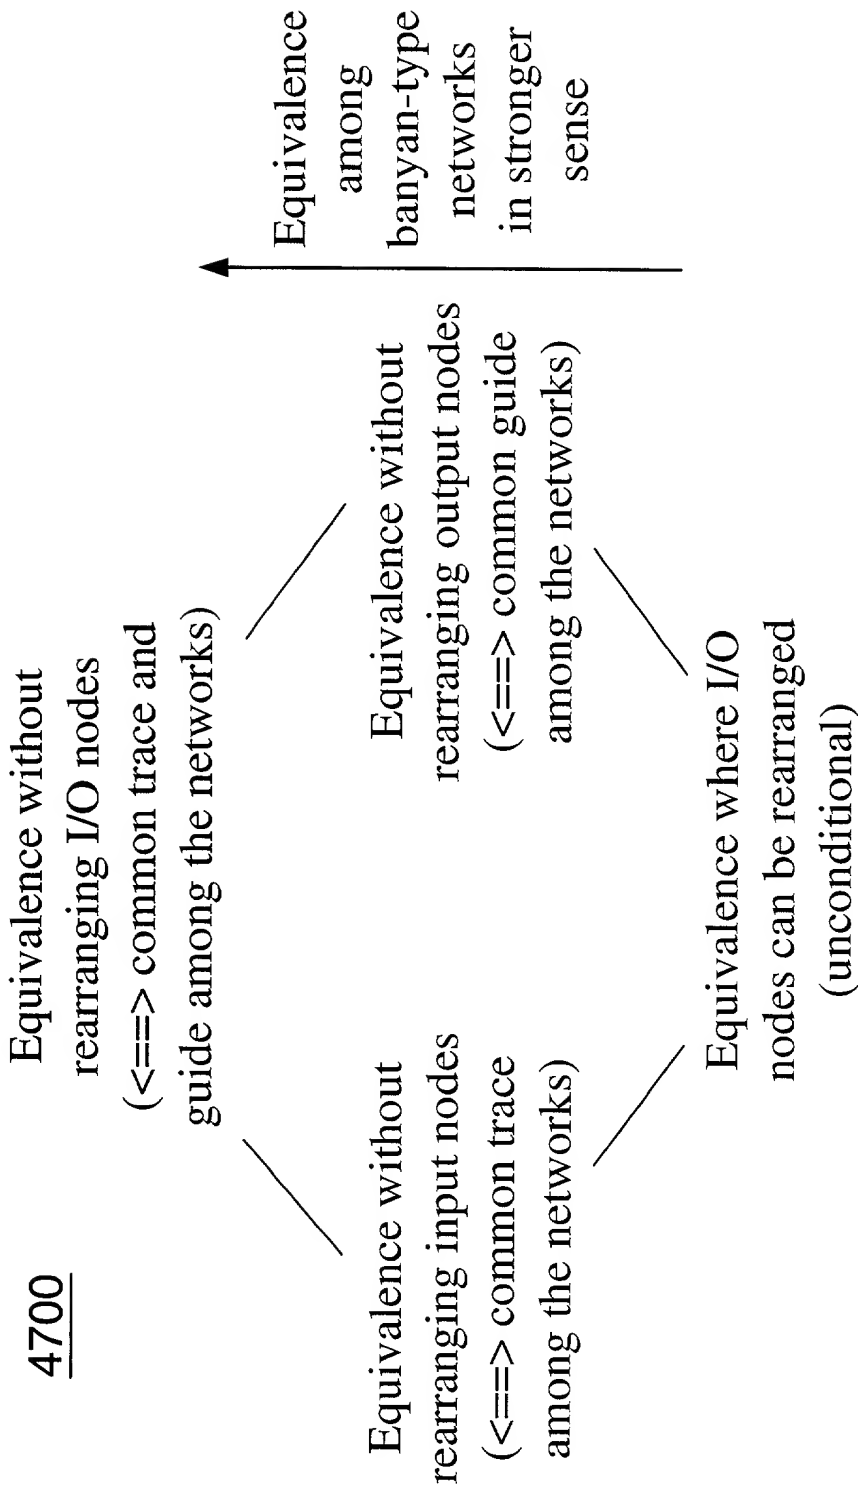 4700
Equivalence without
rearranging I/O nodes
(<==> common trace and
guide among the networks)
Equivalence without
rearranging input nodes
(<==> common trace
among the networks)
Equivalence without
rearranging output nodes
(<==> common guide
among the networks)
Equivalence where I/O
nodes can be rearranged
(unconditional)
Equivalence
among
banyan-type
networks
in stronger
sense